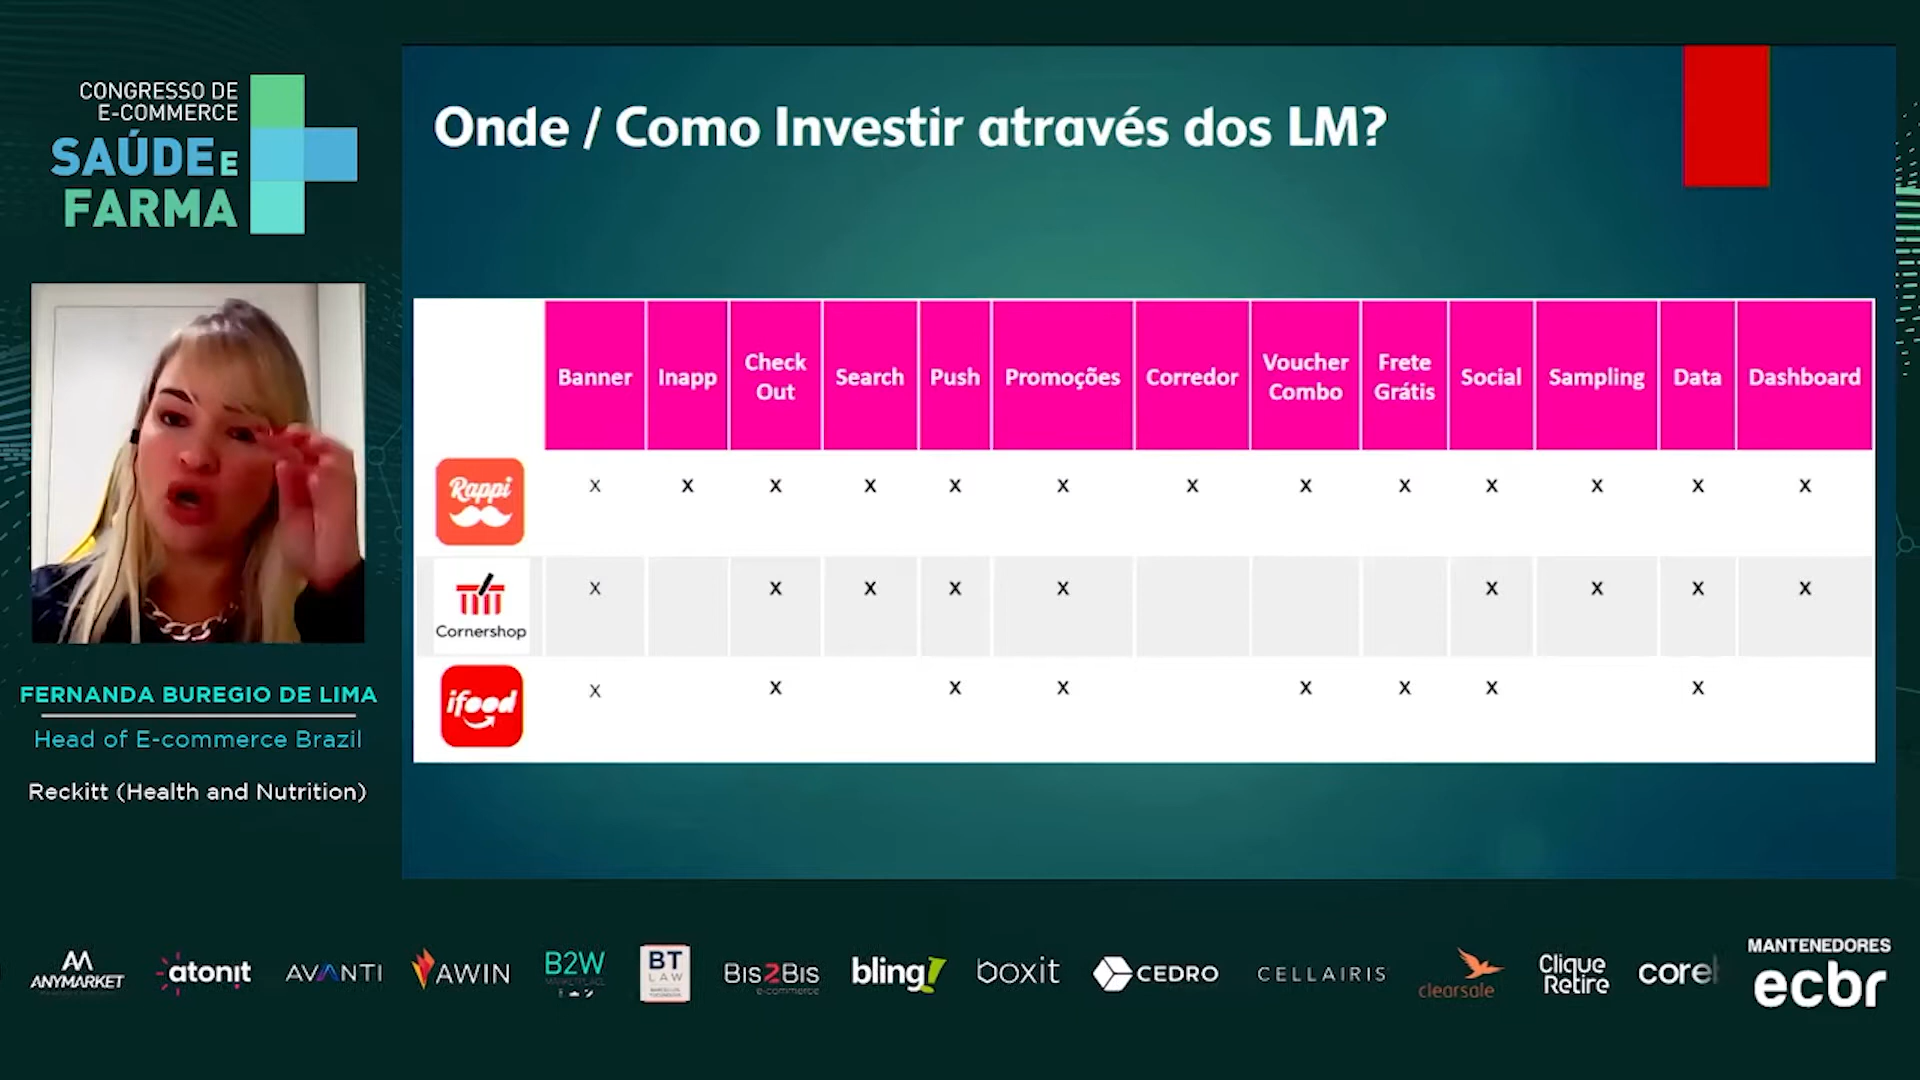 CONGRESSO DE
E-COMMERCE
SAÚDE E
FARMA
Onde / Como Investir através dos LM?
Banner Inapp Check Out Search Push Promoções Corredor Voucher Combo Frete Grátis Social Sampling Data Dashboard
Rappi x x x x x x x x x x x x x
Cornershop x x x x x x x x x
ifood x x x x x x x x
FERNANDA BUREGIO DE LIMA
Head of E-commerce Brazil
Reckitt (Health and Nutrition)
ANYMARKET
atonit
AVANTI
AWIN
B2W
MARKETPLACE
BT
LAW
BIS2BIS
e-commerce
bling!
boxit
CEDRO
CELLAIRIS
clearsale
Clique
Retire
corel
MANTENEDORES
ecbr